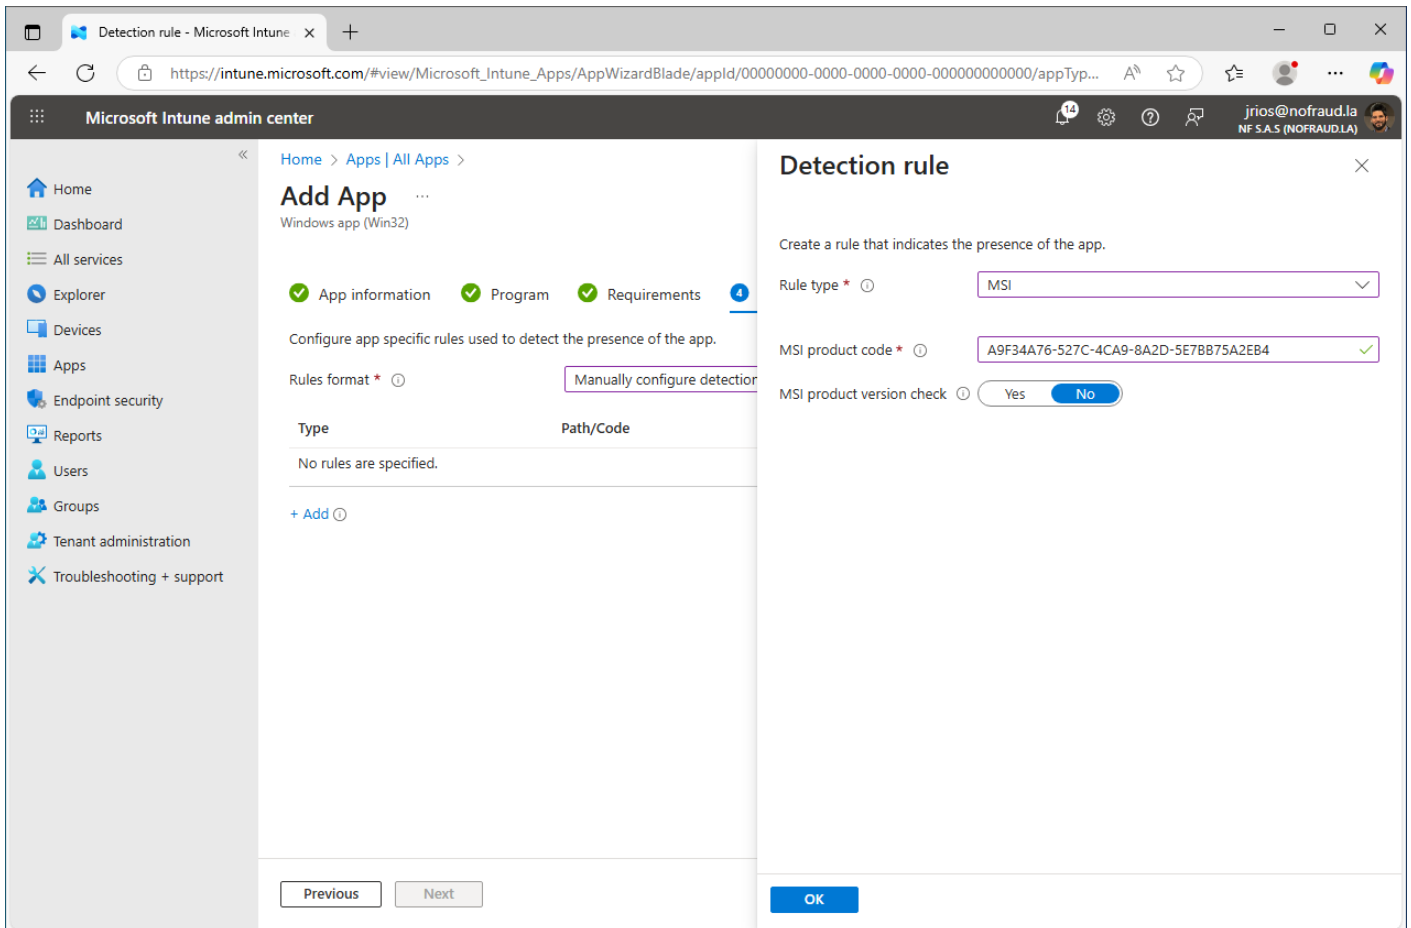 Detection rule - Microsoft Intune
https://intune.microsoft.com/#view/Microsoft_Intune_Apps/AppWizardBlade/appId/00000000-0000-0000-0000-000000000000/appTyp...
Microsoft Intune admin center
14
jrios@nofraud.la
NF S.A.S (NOFRAUD.LA)
Home
Dashboard
All services
Explorer
Devices
Apps
Endpoint security
Reports
Users
Groups
Tenant administration
Troubleshooting + support
Home > Apps | All Apps >
Add App ...
Windows app (Win32)
App information Program Requirements 4
Configure app specific rules used to detect the presence of the app.
Rules format * Manually configure detection
Type Path/Code
No rules are specified.
+ Add
Previous Next
Detection rule
Create a rule that indicates the presence of the app.
Rule type * MSI
MSI product code * A9F34A76-527C-4CA9-8A2D-5E7BB75A2EB4
MSI product version check Yes No
OK